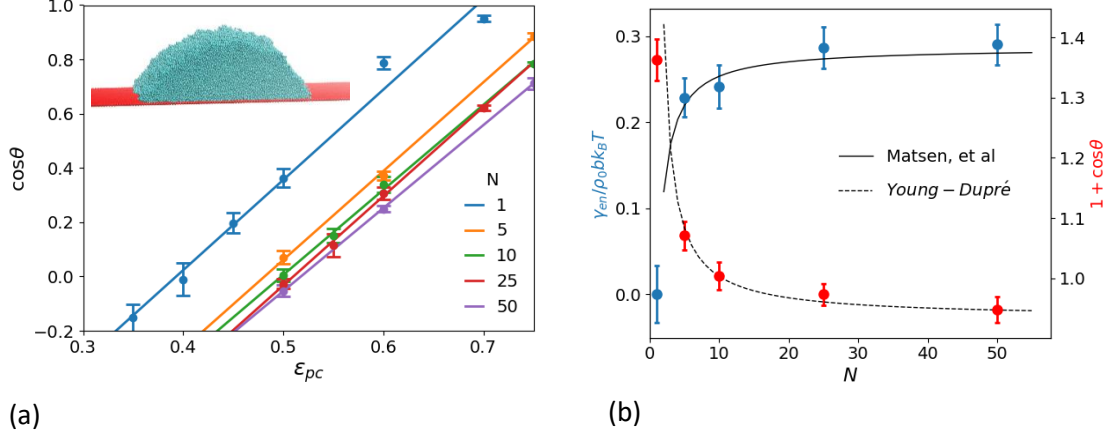 (a)
1.0
0.8
0.6
0.4
0.2
0.0
−0.2
cosθ
0.3 0.4 0.5 0.6 0.7
ε_pc
N
1
5
10
25
50
(b)
0.3
0.2
0.1
0.0
γ_en/ρ_0bk_BT
1.4
1.3
1.2
1.1
1.0
1 + cosθ
Matsen, et al
Young − Dupré
0 10 20 30 40 50
N